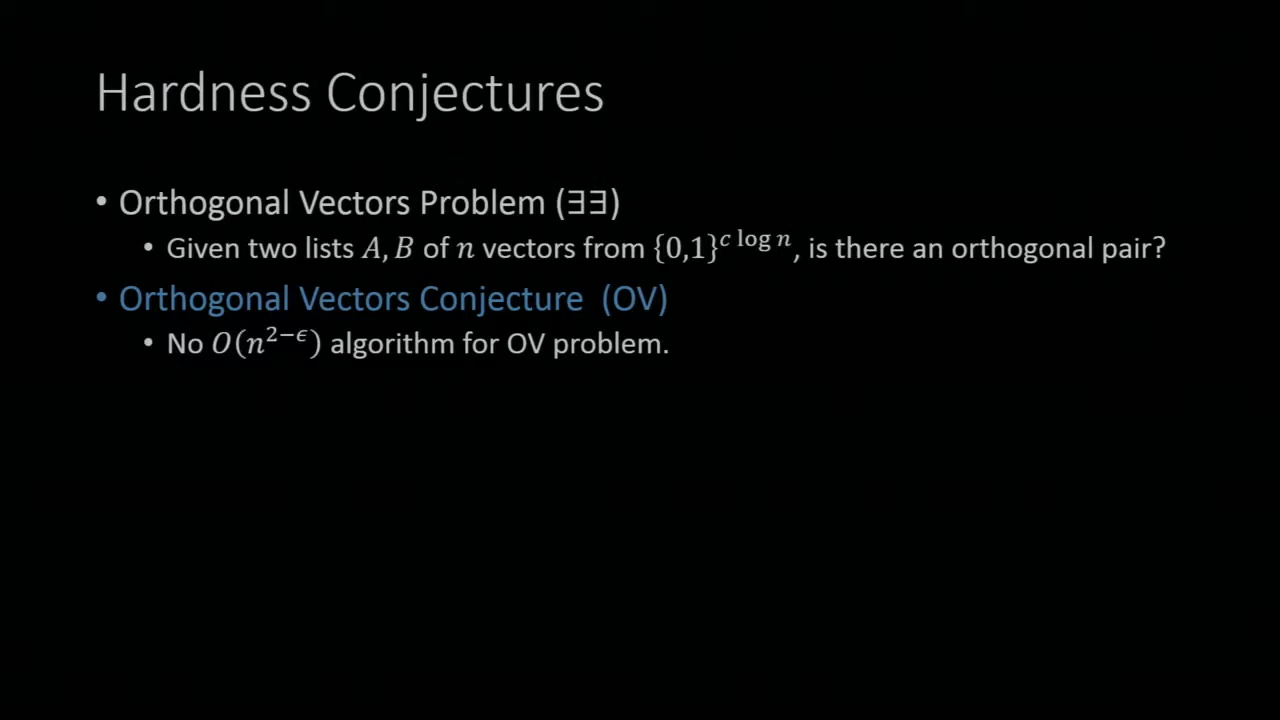 Hardness Conjectures
• Orthogonal Vectors Problem (∃∃)
• Given two lists A, B of n vectors from {0,1}^{c log n}, is there an orthogonal pair?
• Orthogonal Vectors Conjecture (OV)
• No O(n^{2−ϵ}) algorithm for OV problem.